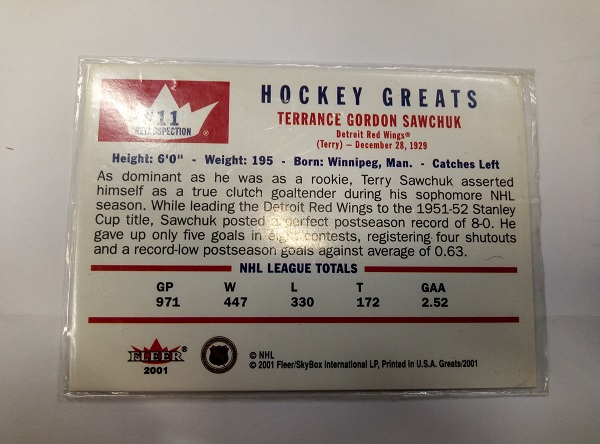 HOCKEY GREATS
#11
RETROSPECTION ®
TERRANCE GORDON SAWCHUK
Detroit Red Wings®
(Terry) — December 28, 1929
Height: 6'0" - Weight: 195 - Born: Winnipeg, Man. - Catches Left
As dominant as he was as a rookie, Terry Sawchuk asserted
himself as a true clutch goaltender during his sophomore NHL
season. While leading the Detroit Red Wings to the 1951-52 Stanley
Cup title, Sawchuk posted a perfect postseason record of 8-0. He
gave up only five goals in eight contests, registering four shutouts
and a record-low postseason goals against average of 0.63.
NHL LEAGUE TOTALS
GP W L T GAA
971 447 330 172 2.52
FLEER
2001
© NHL
© 2001 Fleer/SkyBox International LP, Printed in U.S.A. Greats/2001